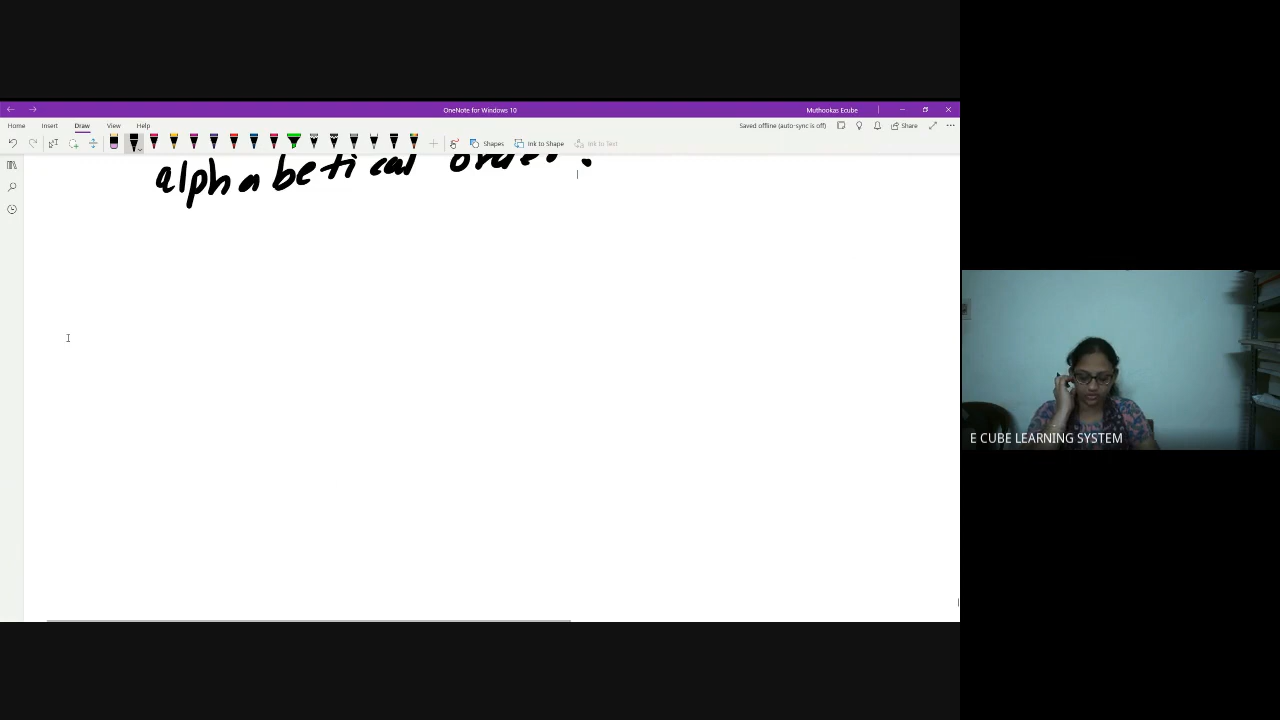 OneNote for Windows 10
Muthookas Ecube
Home Insert Draw View Help
Saved offline (auto-sync is off)
Share
Shapes
Ink to Shape
Ink to Text
alphabetical order.
E CUBE LEARNING SYSTEM